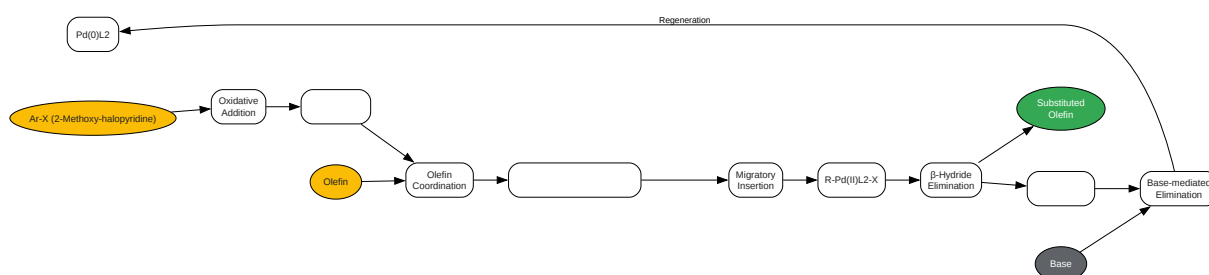 Regeneration
Pd(0)L2
Ar-X (2-Methoxy-halopyridine)
Oxidative
Addition
Olefin
Olefin
Coordination
Migratory
Insertion
R-Pd(II)L2-X
β-Hydride
Elimination
Substituted
Olefin
Base-mediated
Elimination
Base